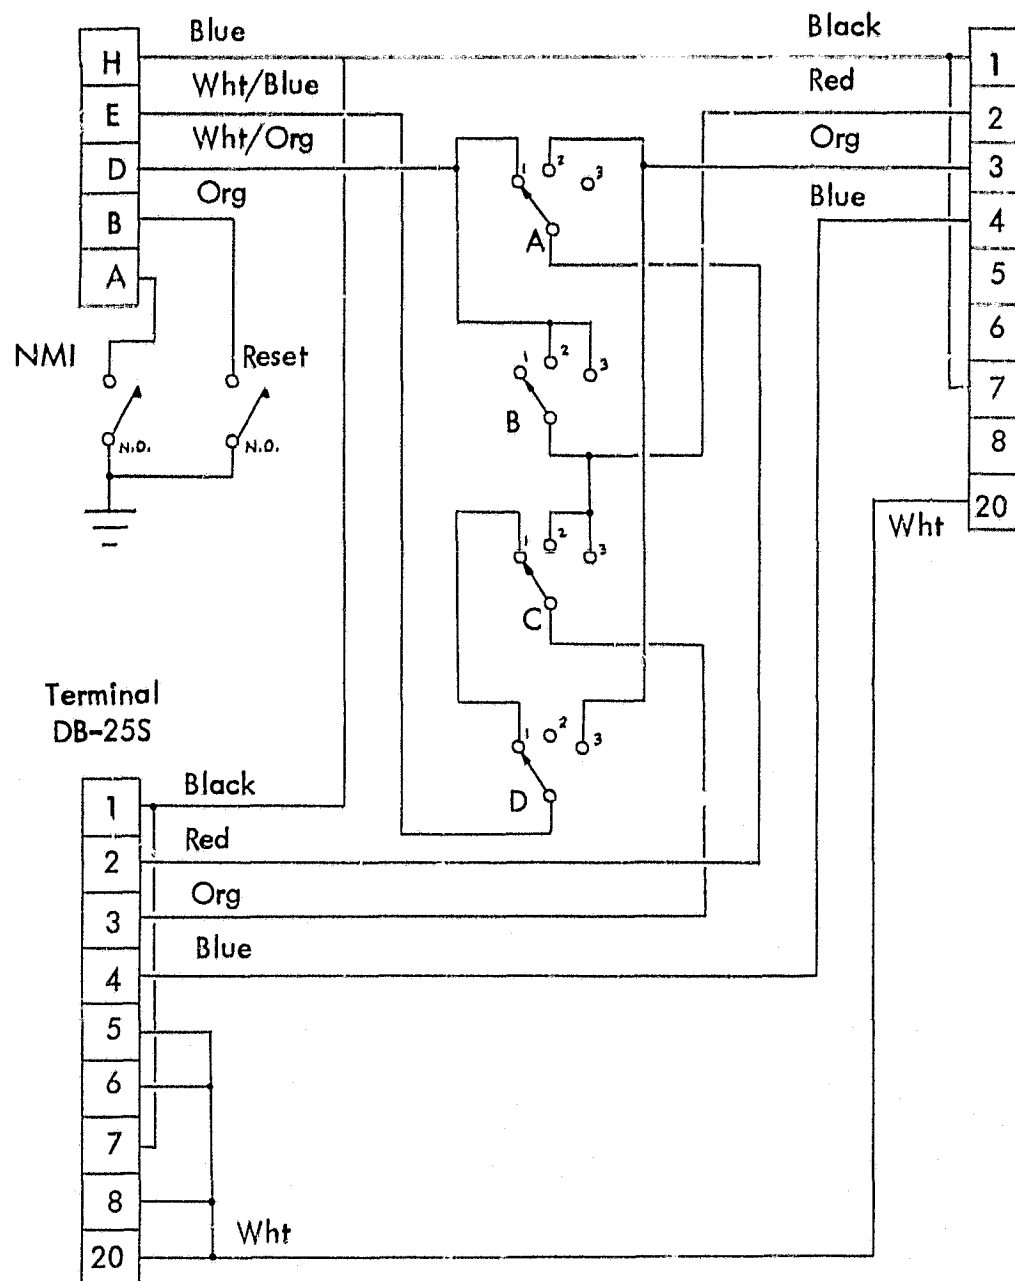 Blue
H
Wht/Blue
E
Wht/Org
D
Org
B
A
NMI
Reset
N.O.
N.O.
Black
1
Red
2
Org
3
Blue
4
5
6
7
8
20
Wht
1
2
3
A
1
2
3
B
1
2
3
C
1
2
3
D
Terminal
DB-25S
Black
1
Red
2
Org
3
Blue
4
5
6
7
8
Wht
20